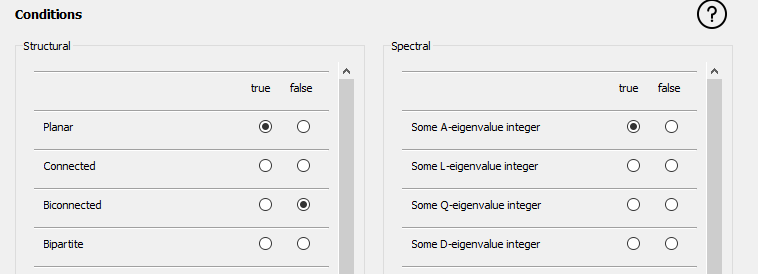 Conditions
?
Structural
true false
Planar
Connected
Biconnected
Bipartite
Spectral
true false
Some A-eigenvalue integer
Some L-eigenvalue integer
Some Q-eigenvalue integer
Some D-eigenvalue integer